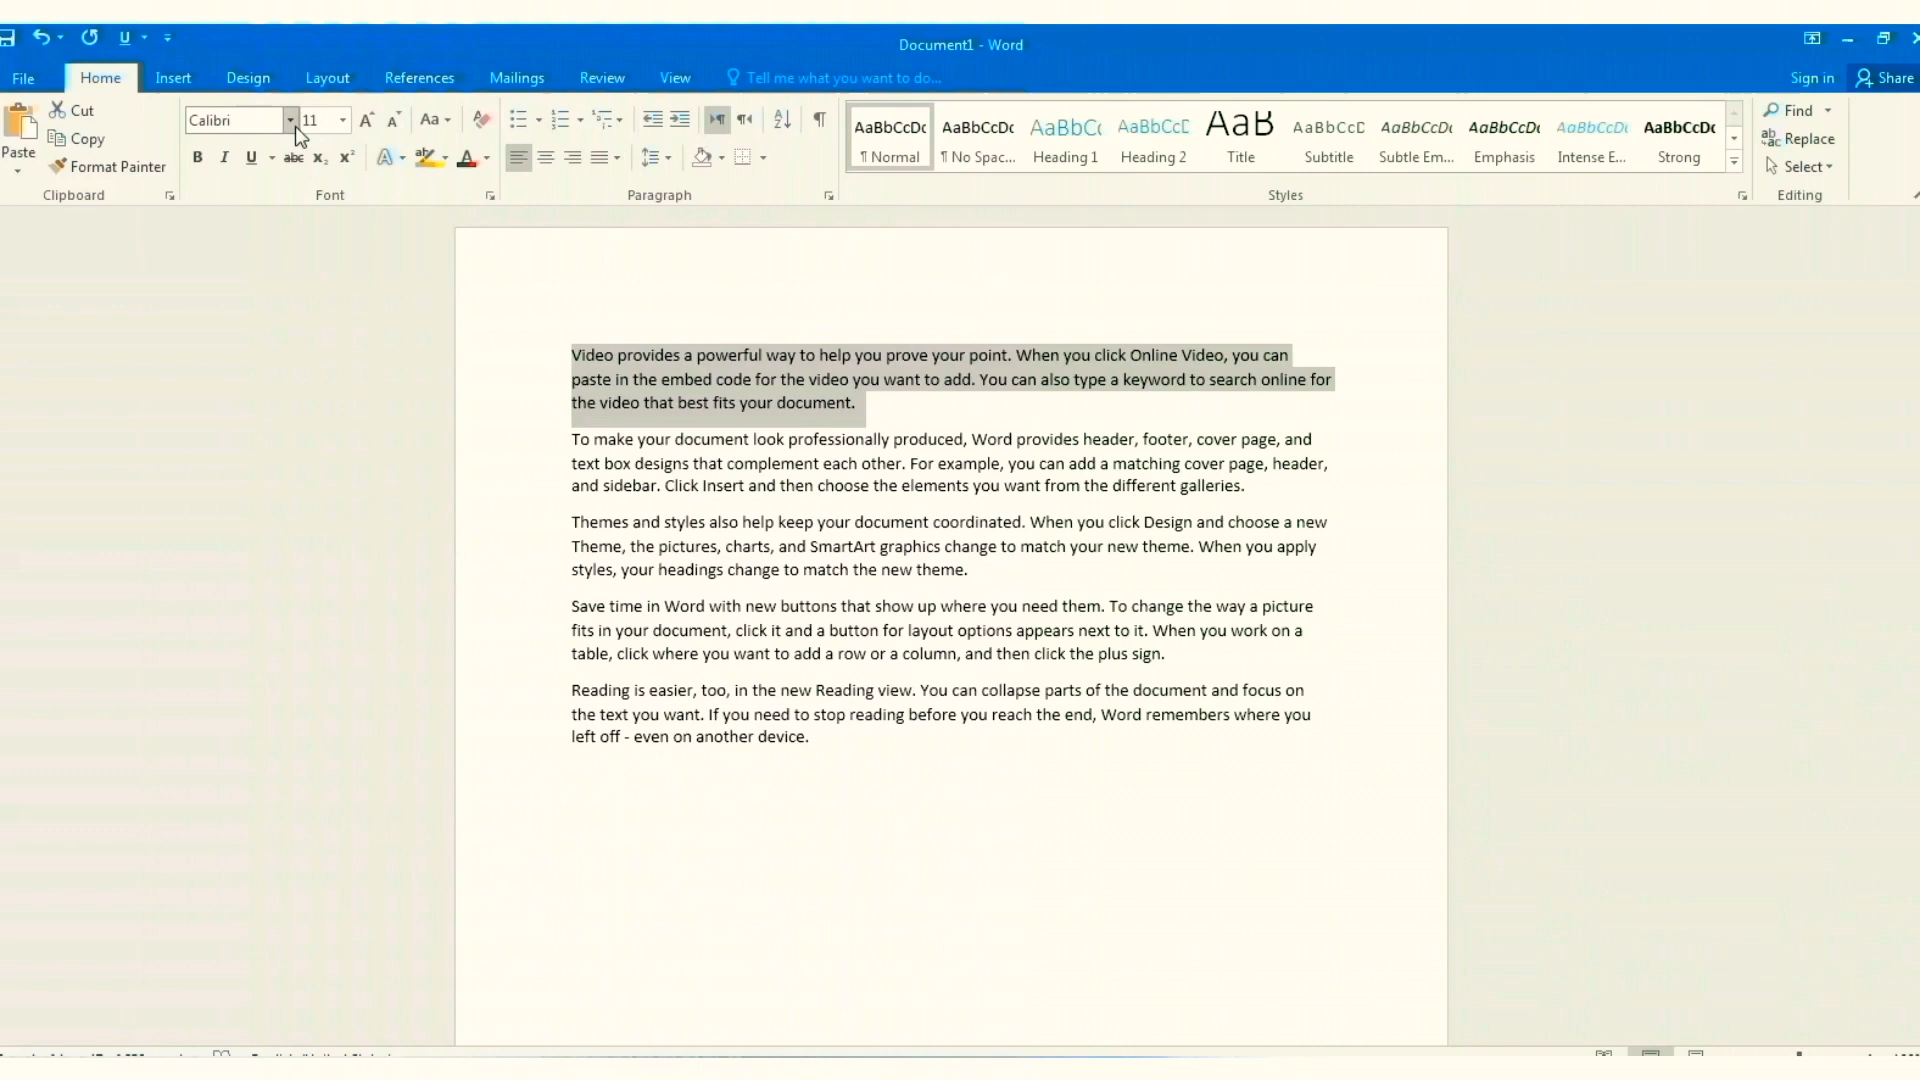 Document1 - Word
File Home Insert Design Layout References Mailings Review View Tell me what you want to do... Sign in Share
Paste
Cut
Copy
Format Painter
Clipboard
Calibri 11
Aa
B I U abc X₂ X²
Font
Paragraph
AaBbCcDc ¶ Normal
AaBbCcDc ¶ No Spac...
AaBbC( Heading 1
AaBbCcE Heading 2
AaB Title
AaBbCcE Subtitle
AaBbCcDc Subtle Em...
AaBbCcDc Emphasis
AaBbCcDc Intense E...
AaBbCcDc Strong
Styles
Find
Replace
Select
Editing
Video provides a powerful way to help you prove your point. When you click Online Video, you can
paste in the embed code for the video you want to add. You can also type a keyword to search online for
the video that best fits your document.
To make your document look professionally produced, Word provides header, footer, cover page, and
text box designs that complement each other. For example, you can add a matching cover page, header,
and sidebar. Click Insert and then choose the elements you want from the different galleries.
Themes and styles also help keep your document coordinated. When you click Design and choose a new
Theme, the pictures, charts, and SmartArt graphics change to match your new theme. When you apply
styles, your headings change to match the new theme.
Save time in Word with new buttons that show up where you need them. To change the way a picture
fits in your document, click it and a button for layout options appears next to it. When you work on a
table, click where you want to add a row or a column, and then click the plus sign.
Reading is easier, too, in the new Reading view. You can collapse parts of the document and focus on
the text you want. If you need to stop reading before you reach the end, Word remembers where you
left off - even on another device.